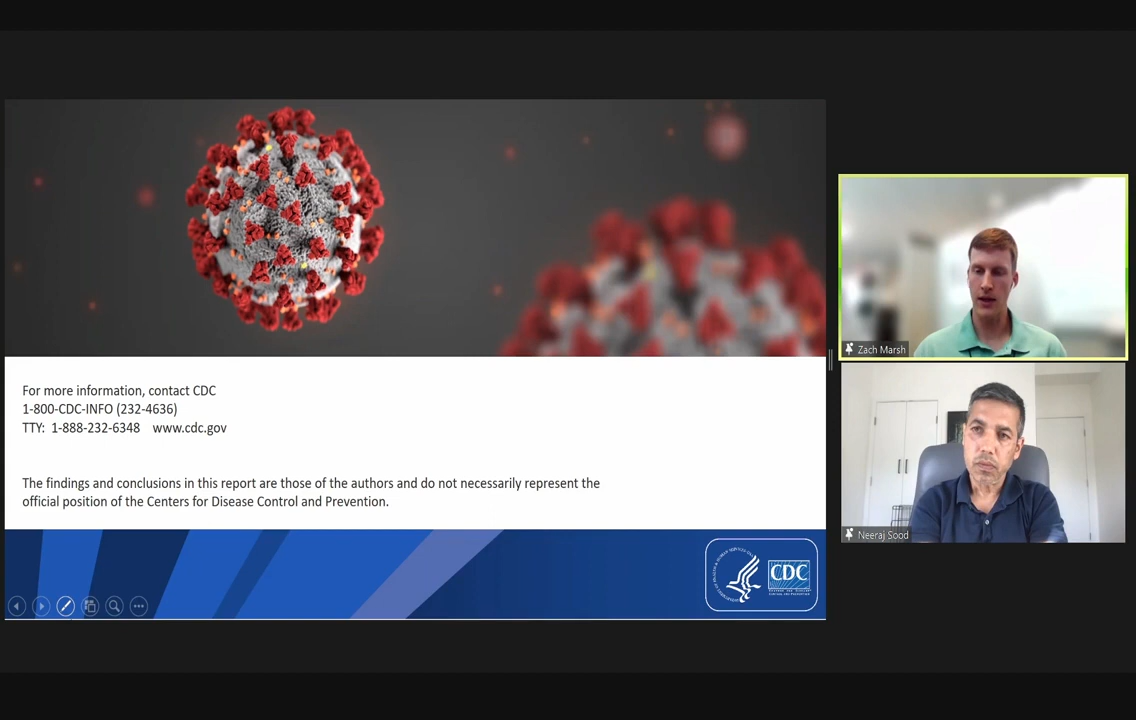 For more information, contact CDC
1-800-CDC-INFO (232-4636)
TTY:  1-888-232-6348    www.cdc.gov
The findings and conclusions in this report are those of the authors and do not necessarily represent the
official position of the Centers for Disease Control and Prevention.
CDC
Zach Marsh
Neeraj Sood